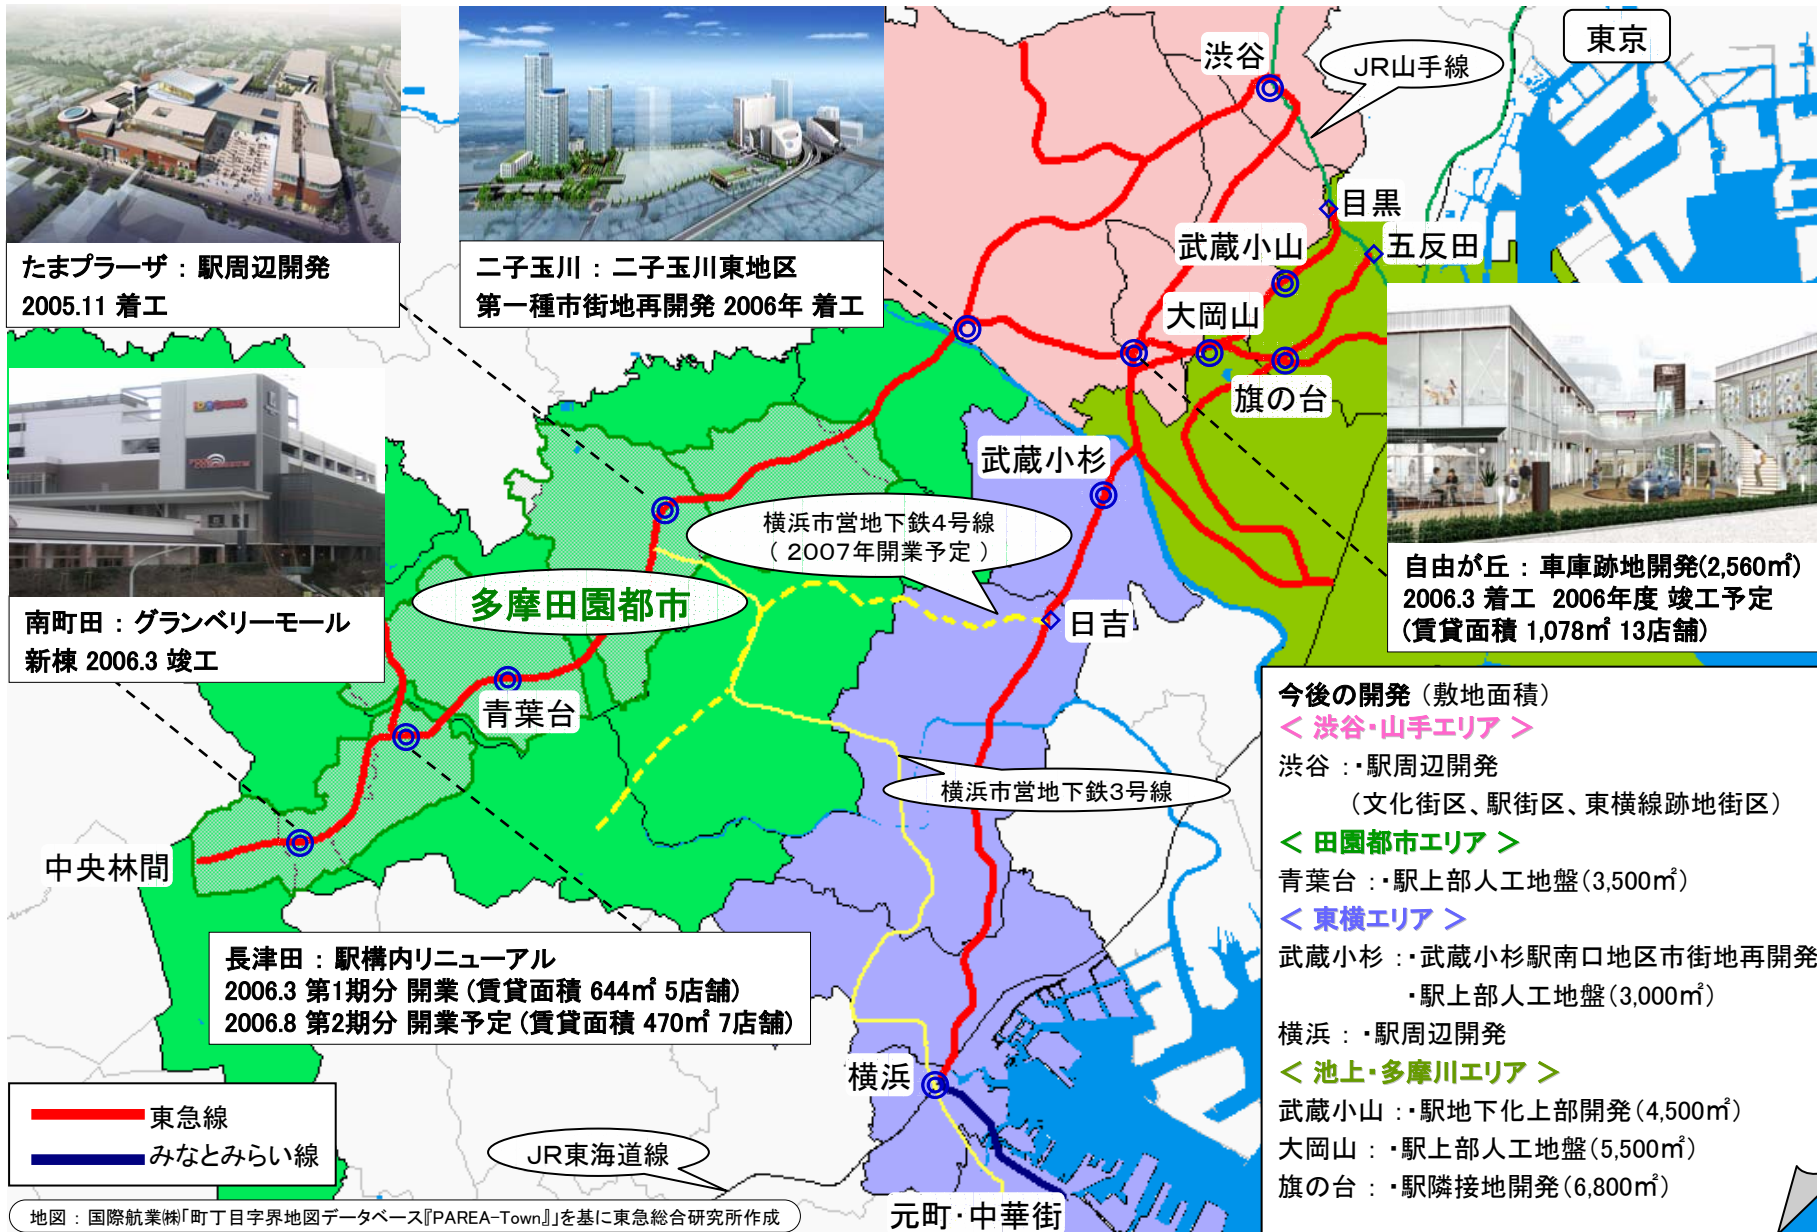 東京
渋谷
JR山手線
目黒
武蔵小山
五反田
大岡山
旗の台
たまプラーザ : 駅周辺開発
2005.11 着工
二子玉川 : 二子玉川東地区
第一種市街地再開発 2006年 着工
武蔵小杉
横浜市営地下鉄4号線
( 2007年開業予定 )
多摩田園都市
日吉
自由が丘 : 車庫跡地開発(2,560㎡)
2006.3 着工 2006年度 竣工予定
(賃貸面積 1,078㎡ 13店舗)
南町田 : グランベリーモール
新棟 2006.3 竣工
青葉台
横浜市営地下鉄3号線
中央林間
長津田 : 駅構内リニューアル
2006.3 第1期分 開業 (賃貸面積 644㎡ 5店舗)
2006.8 第2期分 開業予定 (賃貸面積 470㎡ 7店舗)
今後の開発 (敷地面積)
< 渋谷・山手エリア >
渋谷 :・駅周辺開発
(文化街区、駅街区、東横線跡地街区)
< 田園都市エリア >
青葉台 :・駅上部人工地盤(3,500㎡)
< 東横エリア >
武蔵小杉 :・武蔵小杉駅南口地区市街地再開発
・駅上部人工地盤(3,000㎡)
横浜 : ・駅周辺開発
< 池上・多摩川エリア >
武蔵小山 :・駅地下化上部開発(4,500㎡)
大岡山 : ・駅上部人工地盤(5,500㎡)
旗の台 : ・駅隣接地開発(6,800㎡)
横浜
東急線
みなとみらい線
JR東海道線
元町・中華街
地図 : 国際航業㈱「町丁目字界地図データベース『PAREA-Town』」を基に東急総合研究所作成